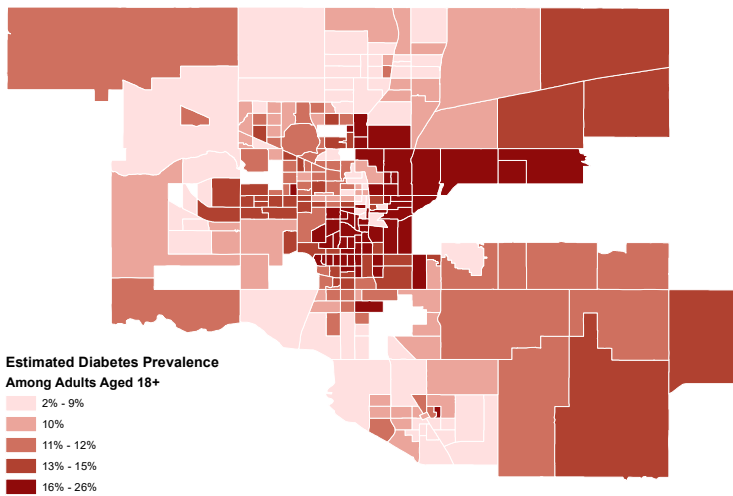 Estimated Diabetes Prevalence
Among Adults Aged 18+
2% - 9%
10%
11% - 12%
13% - 15%
16% - 26%